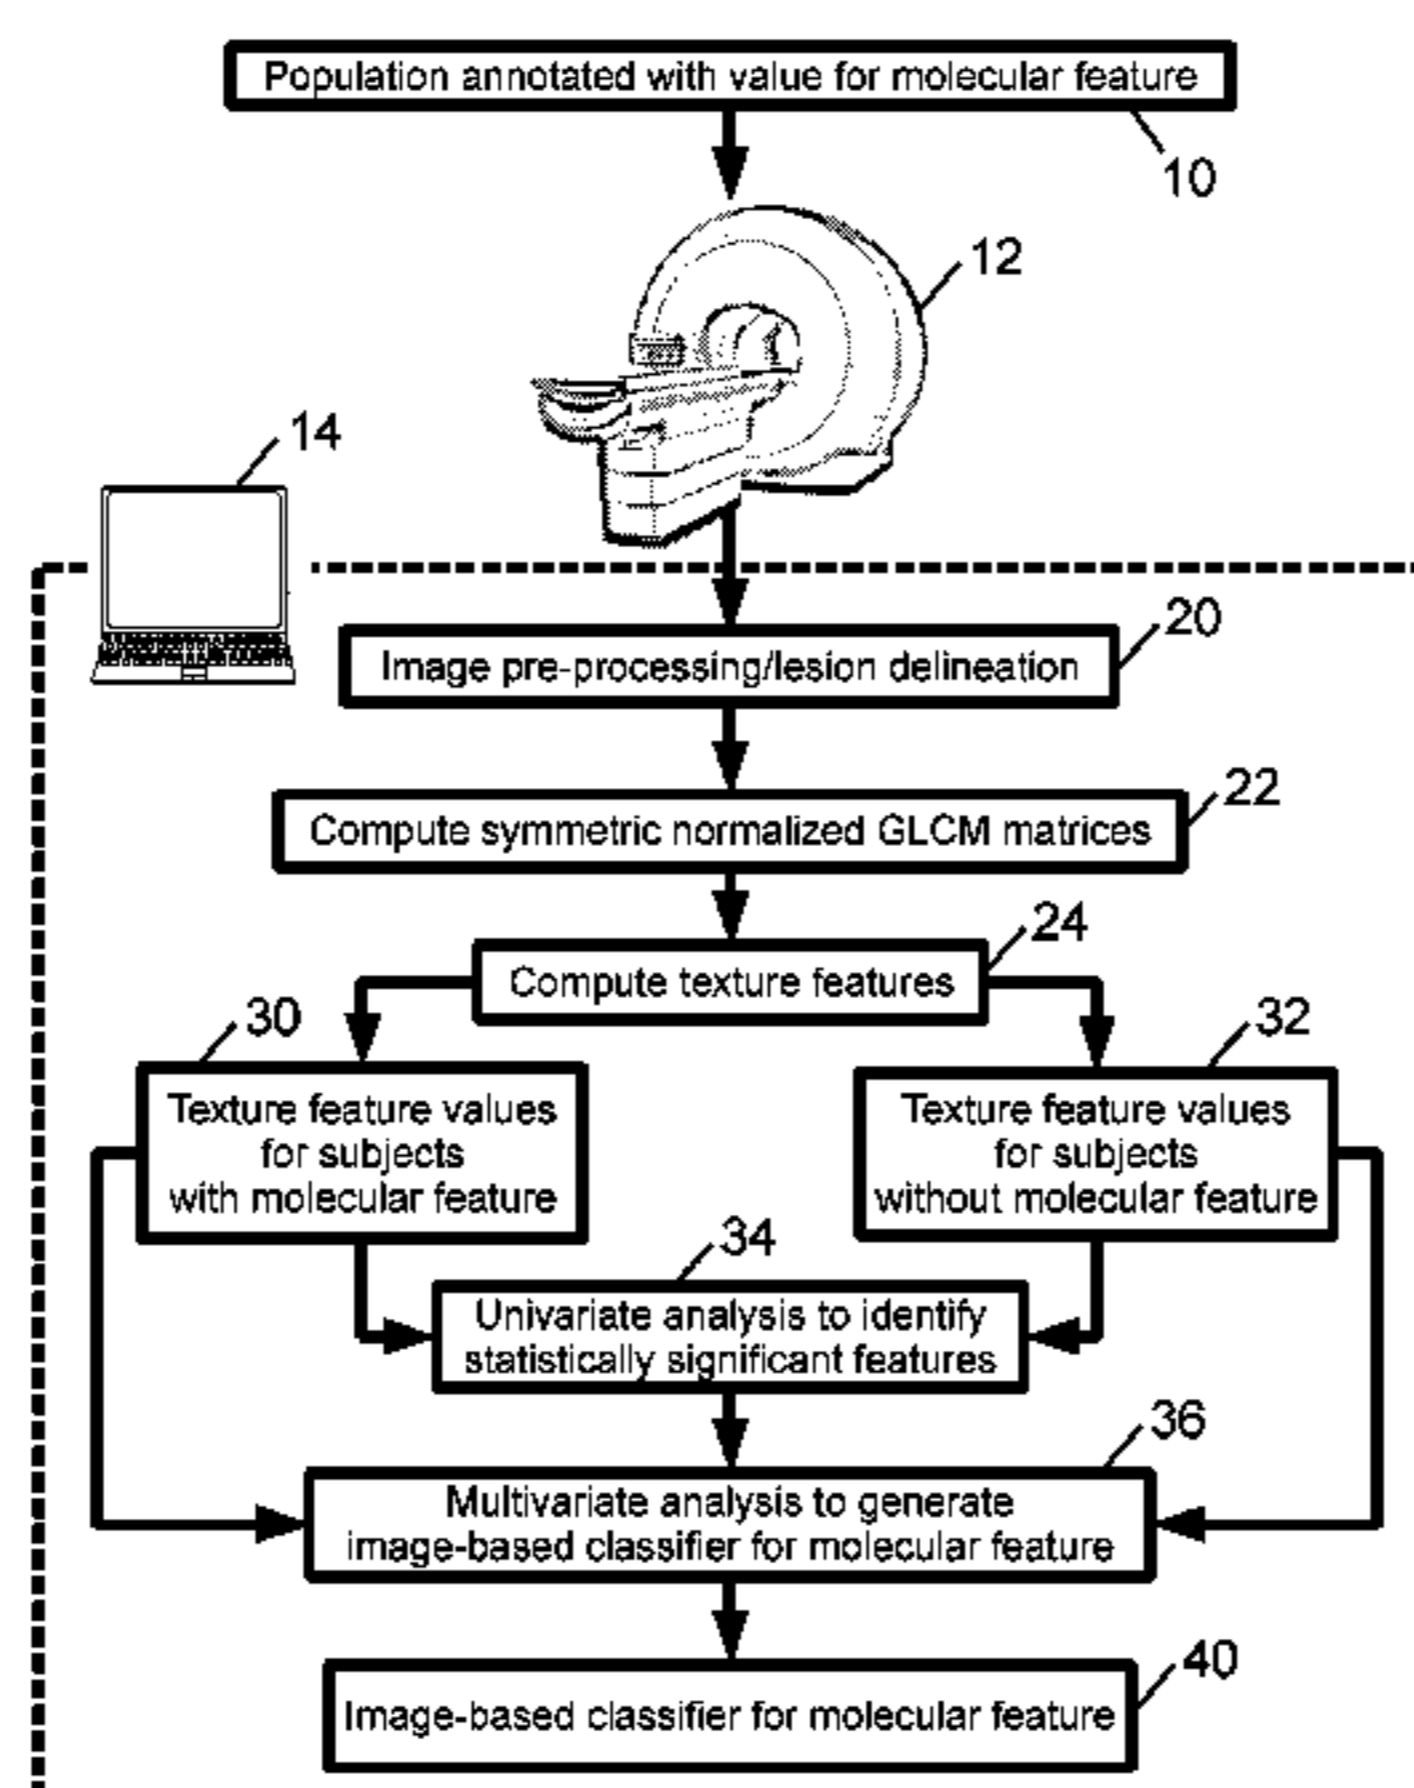 Population annotated with value for molecular feature
10
12
14
20
Image pre-processing/lesion delineation
22
Compute symmetric normalized GLCM matrices
24
Compute texture features
30
32
Texture feature values
for subjects
with molecular feature
Texture feature values
for subjects
without molecular feature
34
Univariate analysis to identify
statistically significant features
36
Multivariate analysis to generate
image-based classifier for molecular feature
40
Image-based classifier for molecular feature